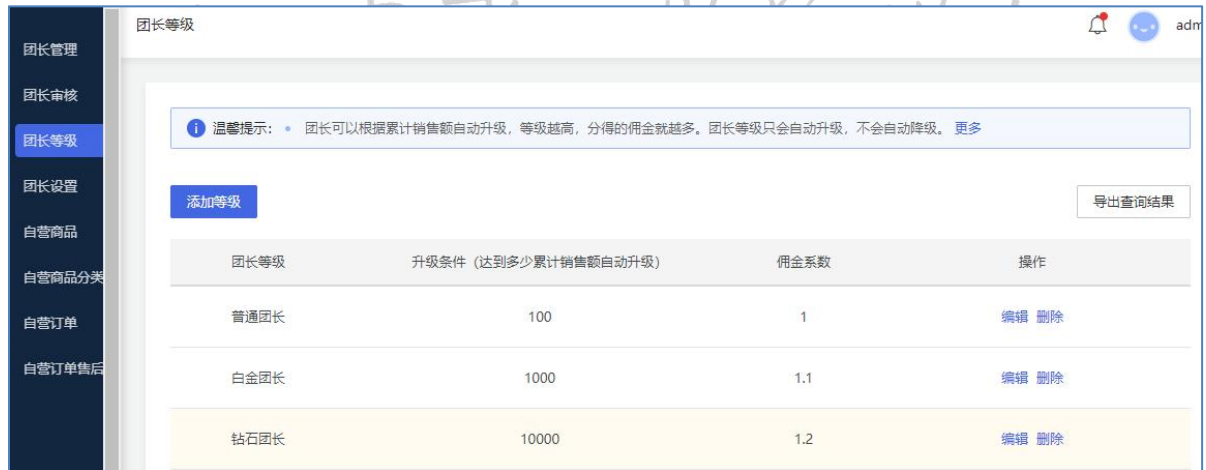 团长等级
adm
团长管理
团长审核
团长等级
团长设置
自营商品
自营商品分类
自营订单
自营订单售后
温馨提示: 团长可以根据累计销售额自动升级,等级越高,分得的佣金就越多。团长等级只会自动升级,不会自动降级。 更多
添加等级 导出查询结果
团长等级 升级条件(达到多少累计销售额自动升级) 佣金系数 操作
普通团长 100 1 编辑 删除
白金团长 1000 1.1 编辑 删除
钻石团长 10000 1.2 编辑 删除